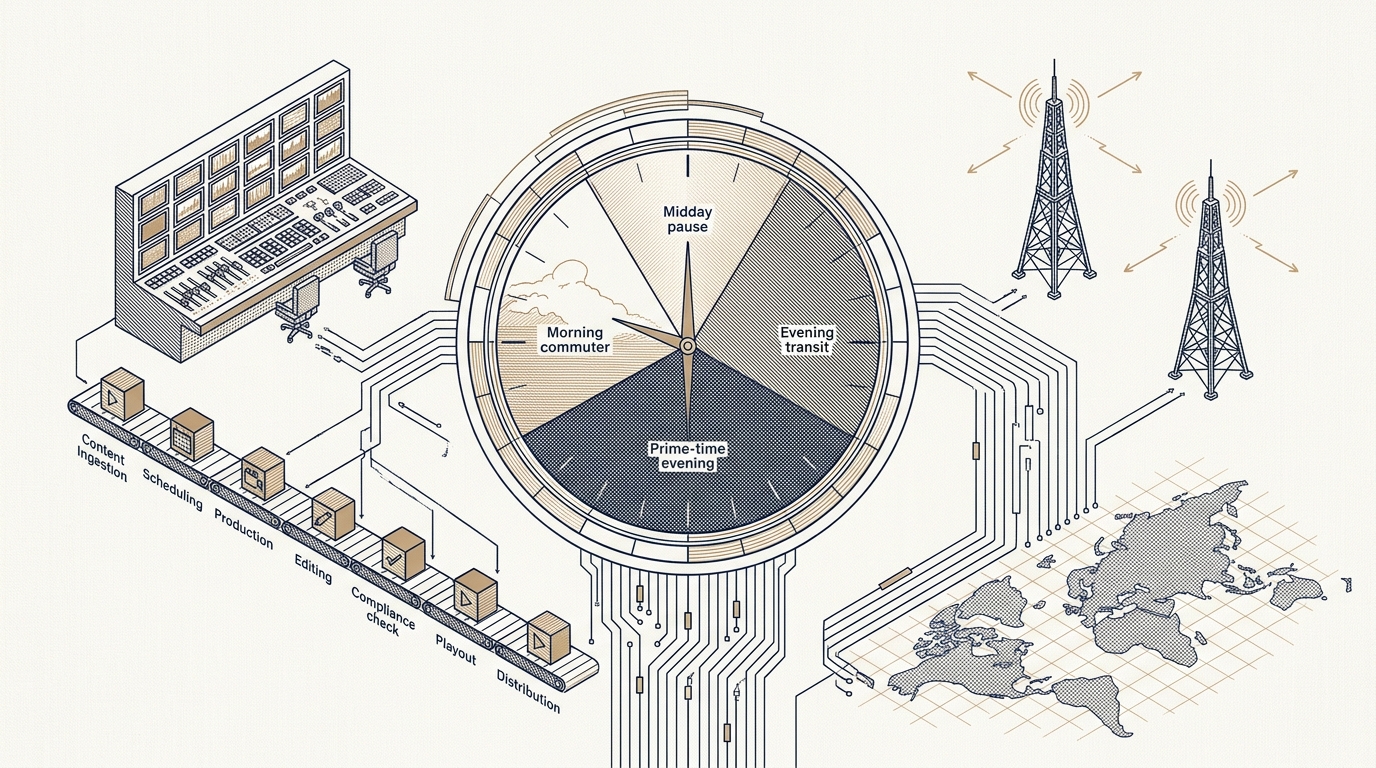 Midday
pause
Morning
commuter
Evening
transit
Prime-time
evening
Content
Ingestion
Scheduling
Production
Editing
Compliance
check
Playout
Distribution